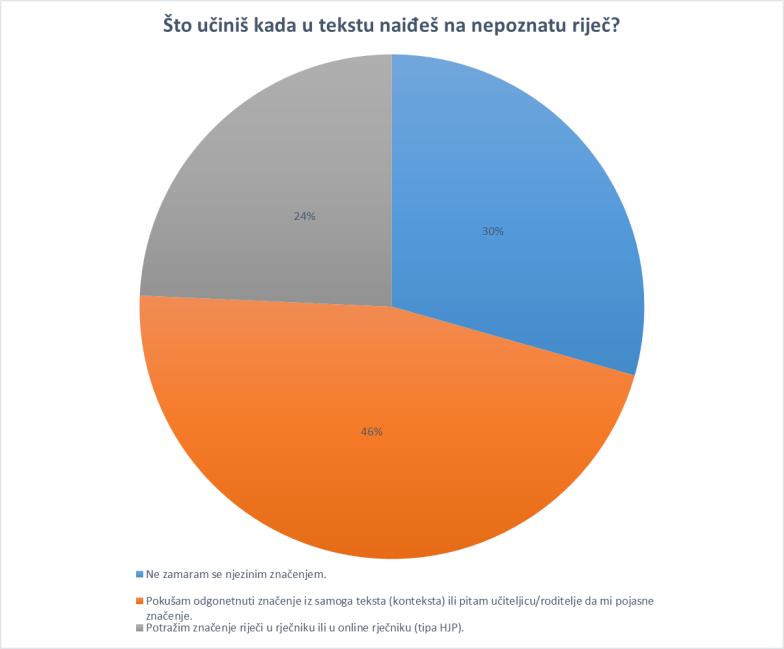 Što učiniš kada u tekstu naiđeš na nepoznatu riječ?
24%
30%
46%
Ne zamaram se njezinim značenjem.
Pokušam odgonetnuti značenje iz samoga teksta (konteksta) ili pitam učiteljicu/roditelje da mi pojasne
značenje.
Potražim značenje riječi u rječniku ili u online rječniku (tipa HJP).